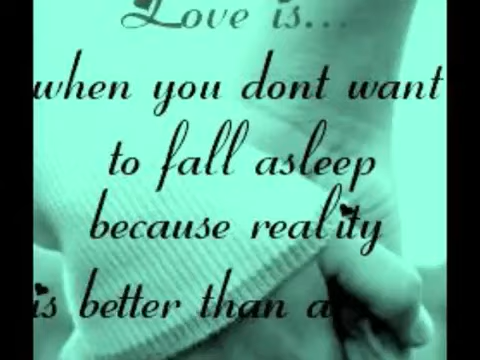 Love is...
when you dont want
to fall asleep
because reality
is better than a